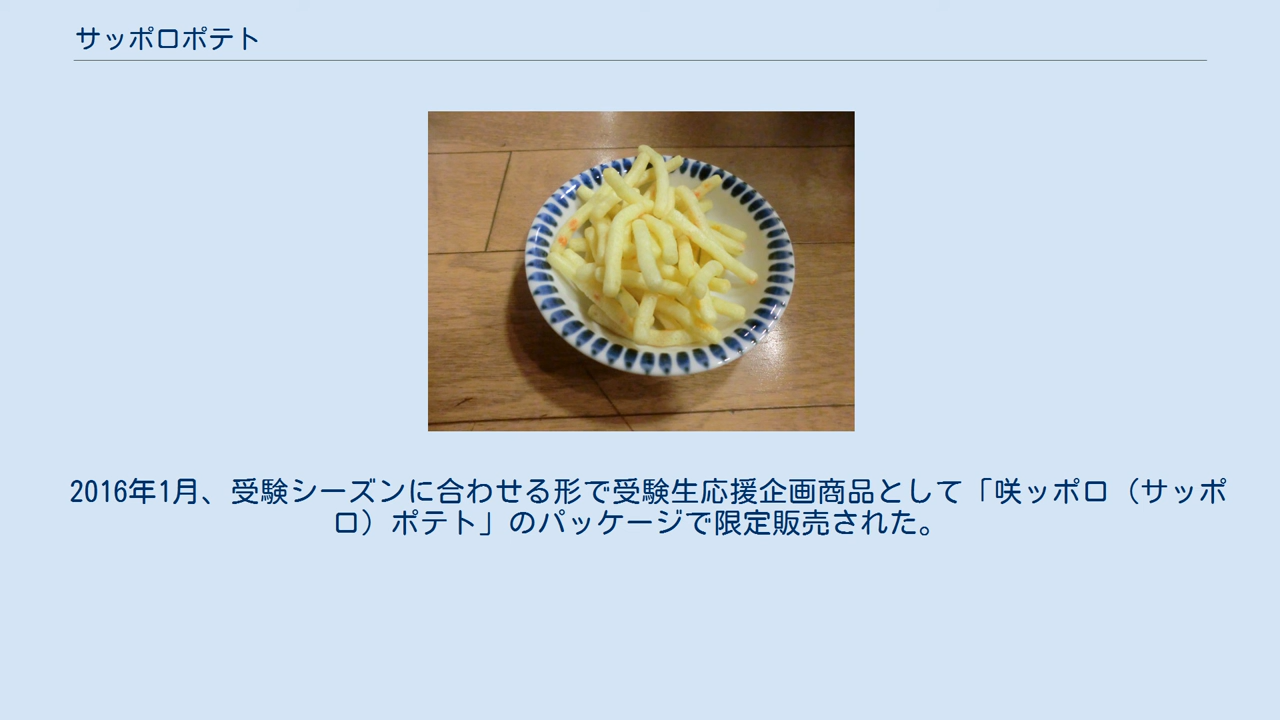 サッポロポテト
2016年1月、受験シーズンに合わせる形で受験生応援企画商品として「咲ッポロ（サッポ
ロ）ポテト」のパッケージで限定販売された。